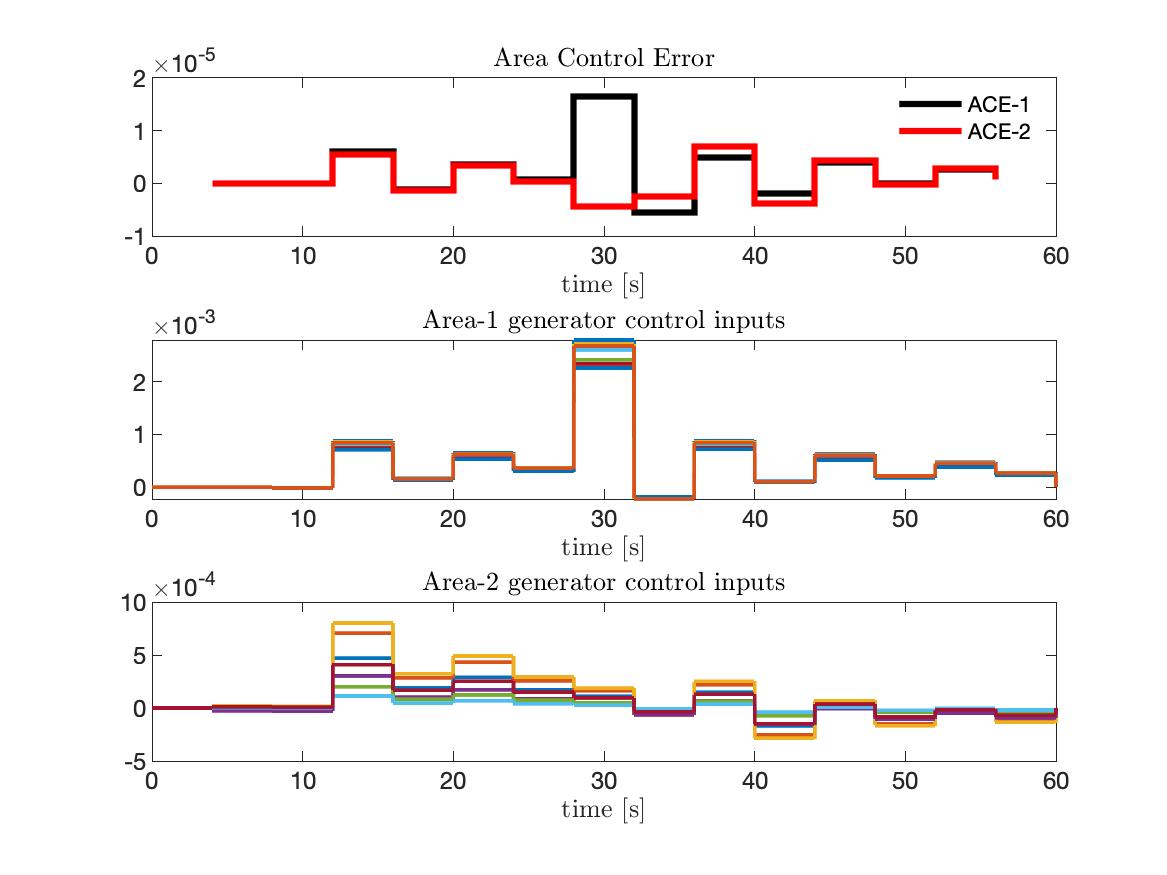 Area Control Error
×10-5
2
1
0
-1
ACE-1
ACE-2
0 10 20 30 40 50 60
time [s]
Area-1 generator control inputs
×10-3
2
1
0
0 10 20 30 40 50 60
time [s]
Area-2 generator control inputs
×10-4
10
5
0
-5
0 10 20 30 40 50 60
time [s]